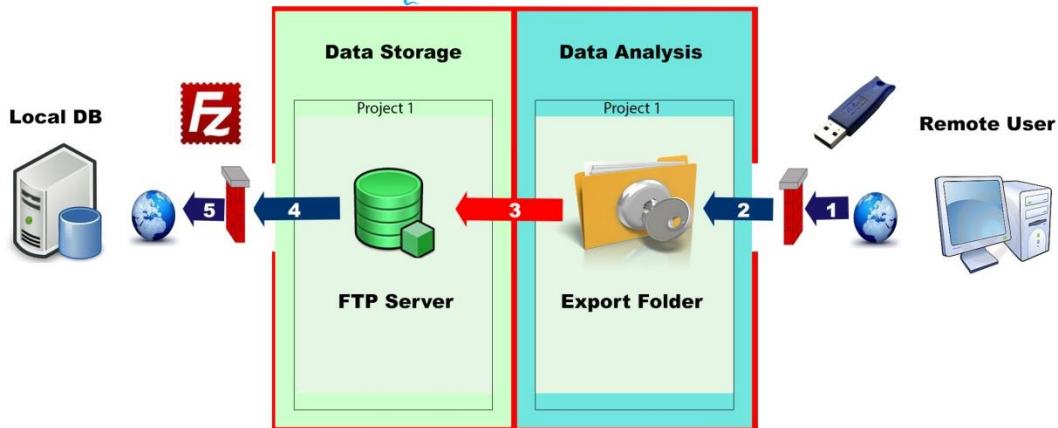 Data Storage
Data Analysis
Project 1
Project 1
Local DB
Fz
Remote User
5
4
3
2
1
FTP Server
Export Folder